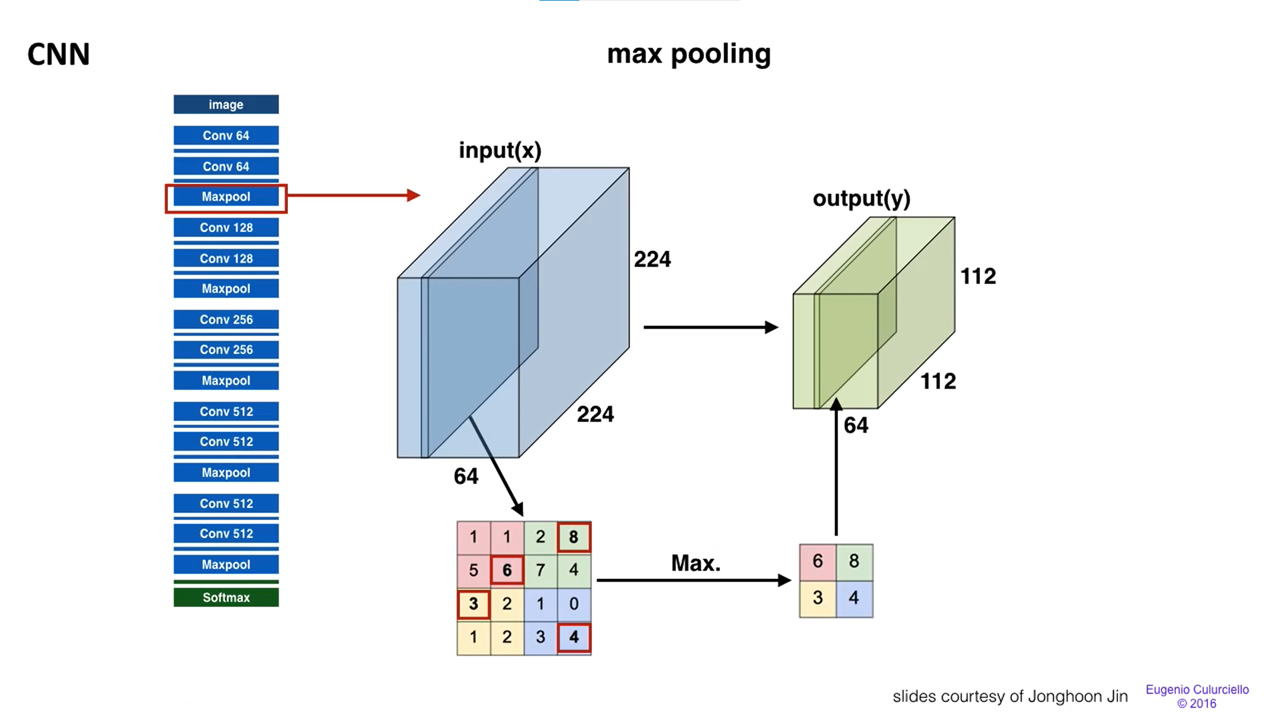 CNN
max pooling
image
Conv 64
Conv 64
Maxpool
Conv 128
Conv 128
Maxpool
Conv 256
Conv 256
Maxpool
Conv 512
Conv 512
Maxpool
Conv 512
Conv 512
Maxpool
Softmax
input(x)
224
224
64
output(y)
112
112
64
1 1 2 8
5 6 7 4
3 2 1 0
1 2 3 4
Max.
6 8
3 4
slides courtesy of Jonghoon Jin
Eugenio Culurciello
© 2016